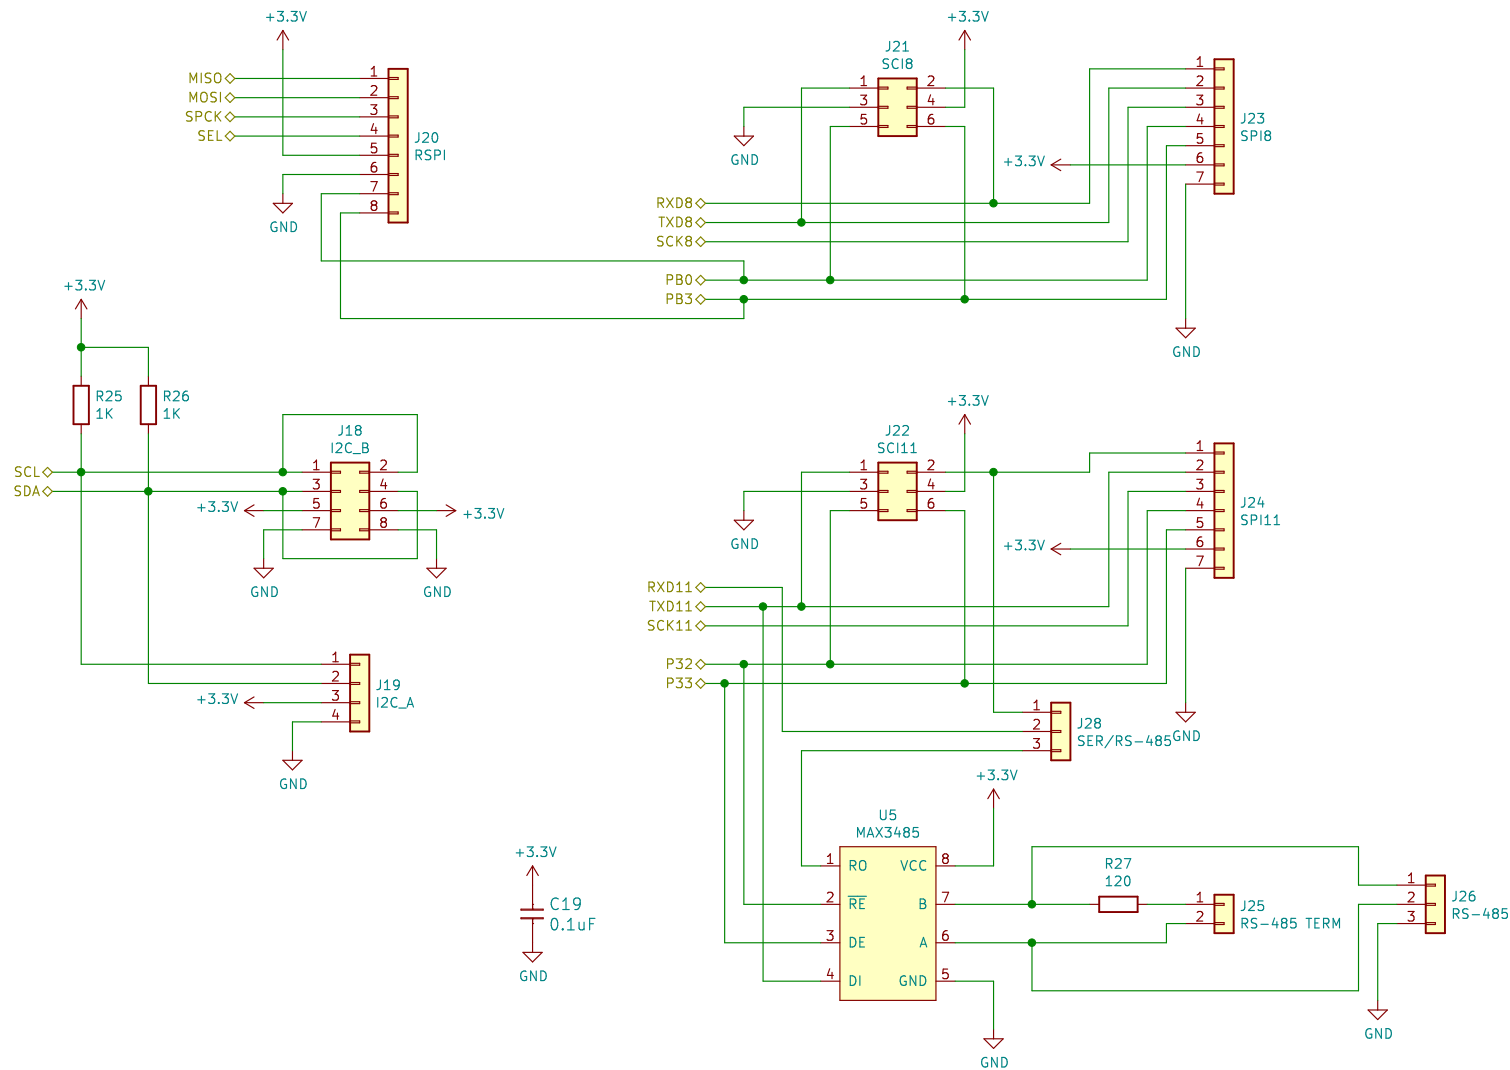 +3.3V
MISO
MOSI
SPCK
SEL
1
2
3
4
5
6
7
8
J20
RSPI
GND
+3.3V
J21
SCI8
1
3
5
2
4
6
GND
1
2
3
4
5
6
7
J23
SPI8
+3.3V
GND
RXD8
TXD8
SCK8
PB0
PB3
+3.3V
R25
1K
R26
1K
SCL
SDA
J18
I2C_B
1
3
5
7
2
4
6
8
+3.3V
+3.3V
GND
GND
1
2
3
4
J19
I2C_A
+3.3V
GND
+3.3V
J22
SCI11
1
3
5
2
4
6
GND
1
2
3
4
5
6
7
J24
SPI11
+3.3V
GND
RXD11
TXD11
SCK11
P32
P33
1
2
3
J28
SER/RS-485
+3.3V
U5
MAX3485
1 RO
2 RE
3 DE
4 DI
VCC 8
B 7
A 6
GND 5
GND
R27
120
1
2
J25
RS-485 TERM
1
2
3
J26
RS-485
GND
+3.3V
C19
0.1uF
GND